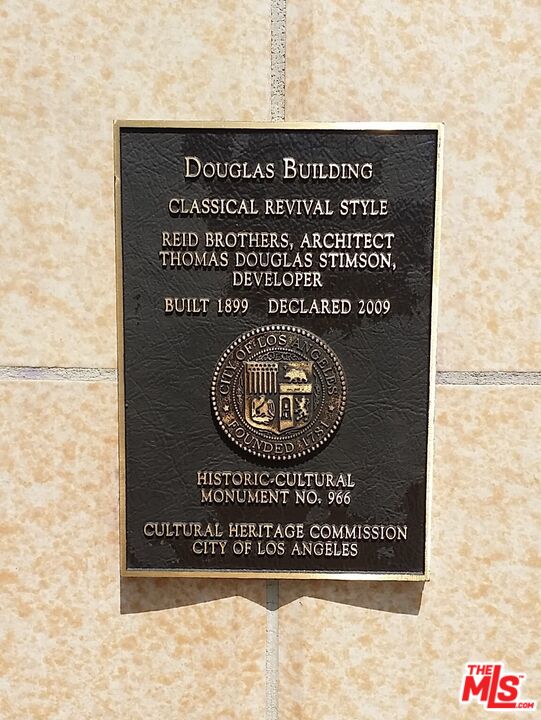 DOUGLAS BUILDING
CLASSICAL REVIVAL STYLE
REID BROTHERS, ARCHITECT
THOMAS DOUGLAS STIMSON,
DEVELOPER
BUILT 1899 DECLARED 2009
CITY OF LOS ANGELES
FOUNDED 1781
HISTORIC-CULTURAL
MONUMENT NO. 966
CULTURAL HERITAGE COMMISSION
CITY OF LOS ANGELES
THE
MLS
.COM